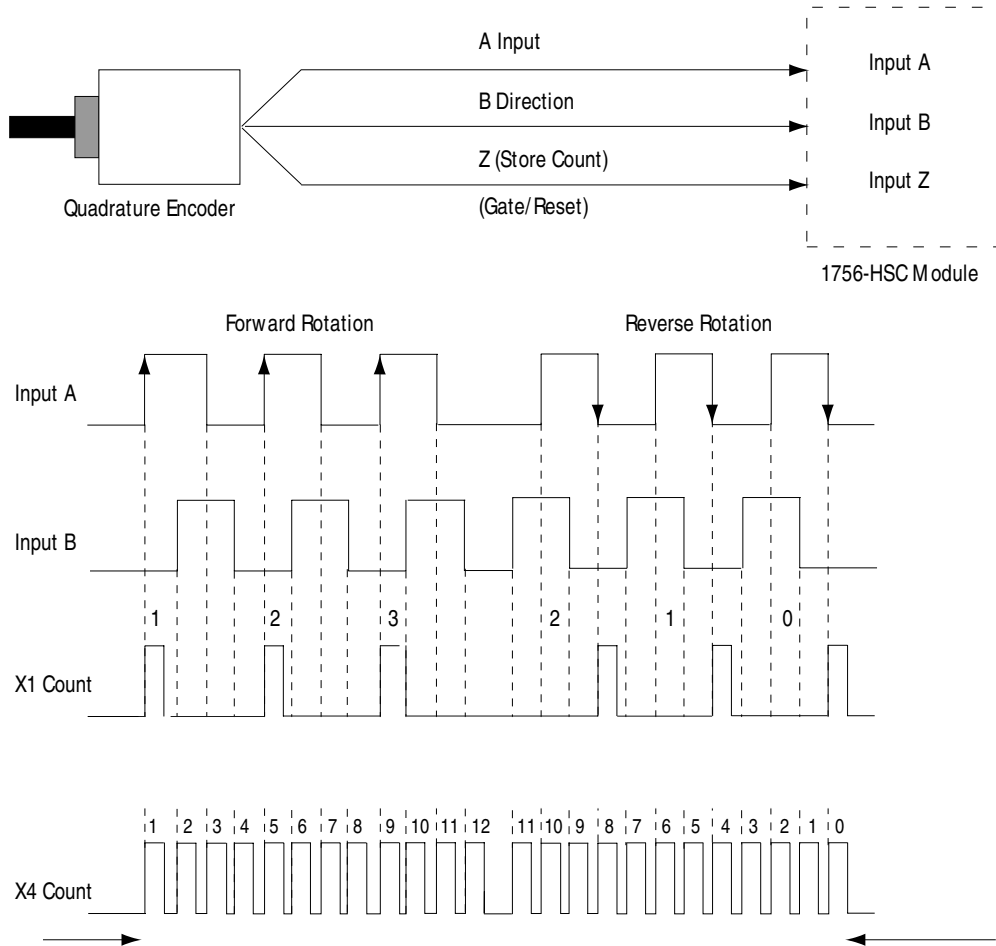 A Input
Input A
B Direction
Input B
Z (Store Count)
Input Z
Quadrature Encoder
(Gate/Reset)
1756-HSC Module
Forward Rotation
Reverse Rotation
Input A
Input B
1 2 3 2 1 0
X1 Count
1 2 3 4 5 6 7 8 9 10 11 12 11 10 9 8 7 6 5 4 3 2 1 0
X4 Count